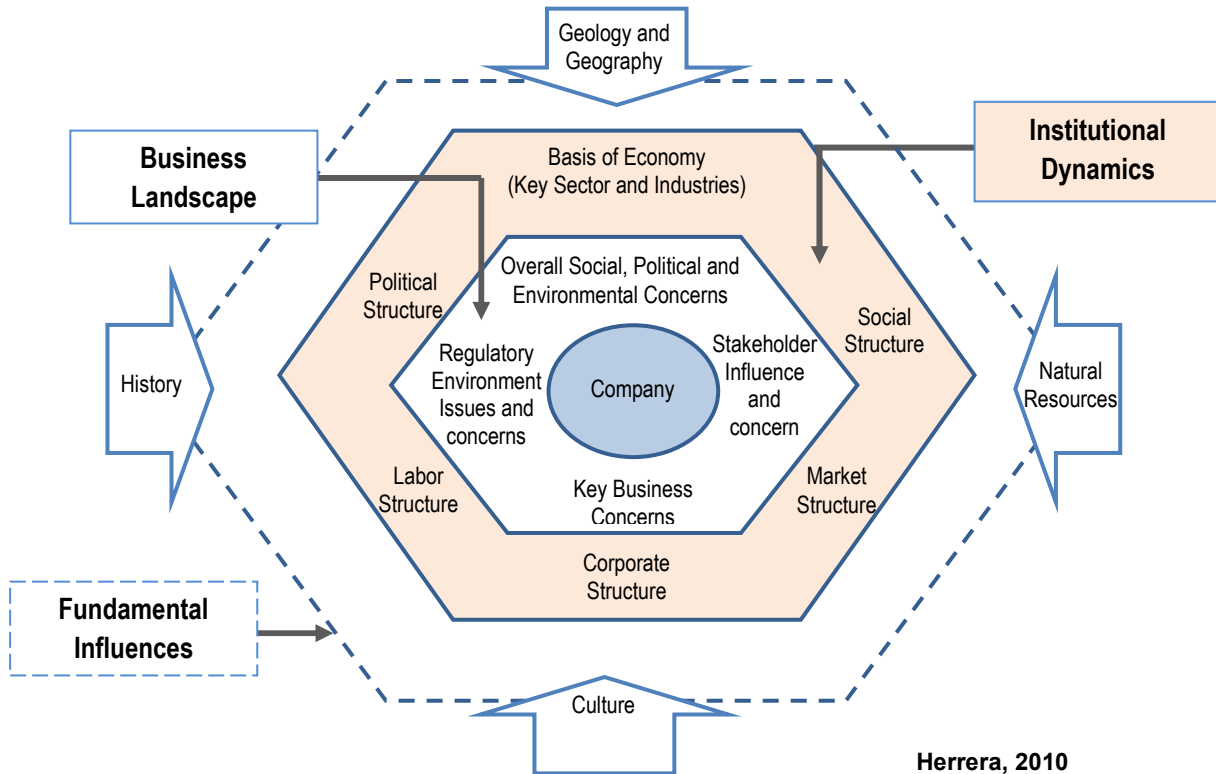 Geology and
Geography
Business
Landscape
Institutional
Dynamics
Basis of Economy
(Key Sector and Industries)
Political
Structure
Overall Social, Political and
Environmental Concerns
Social
Structure
Regulatory
Environment
Issues and
concerns
Company
Stakeholder
Influence
and
concern
History
Natural
Resources
Labor
Structure
Key Business
Concerns
Market
Structure
Corporate
Structure
Fundamental
Influences
Culture
Herrera, 2010